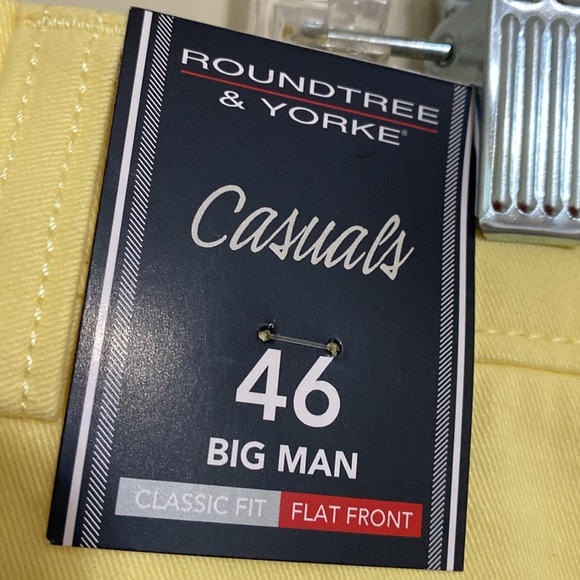 ROUNDTREE
& YORKE®
Casuals
46
BIG MAN
CLASSIC FIT FLAT FRONT